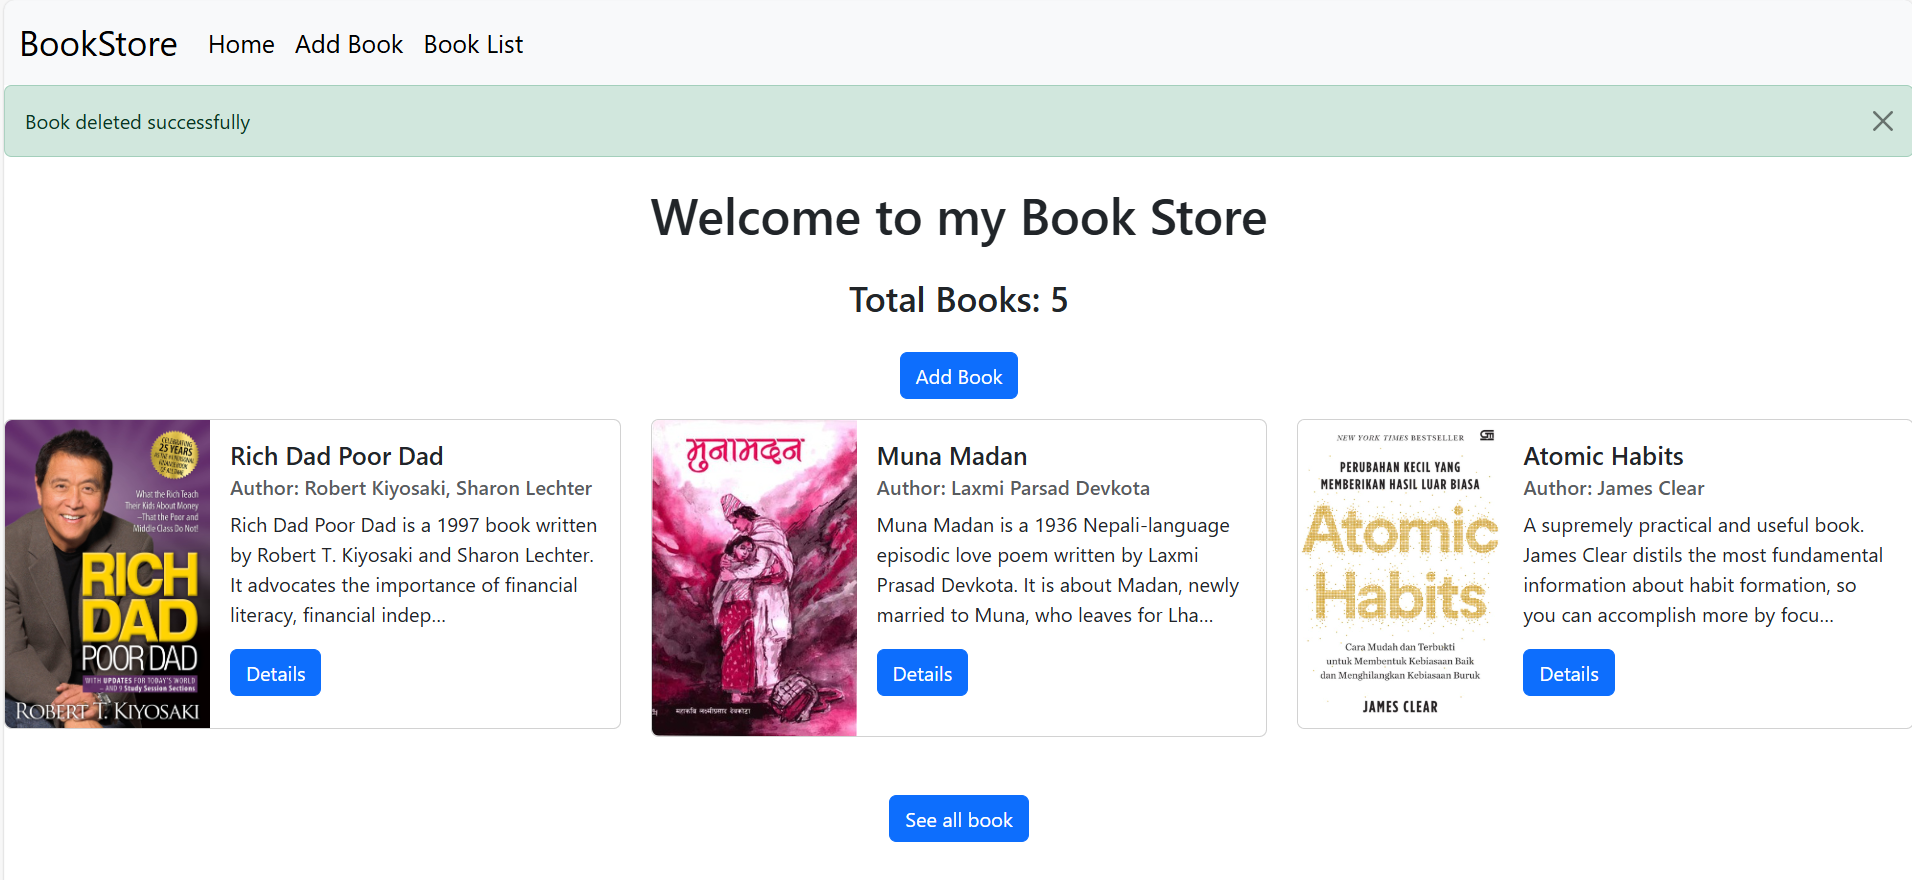 BookStore
Home
Add Book
Book List
Book deleted successfully
Welcome to my Book Store
Total Books: 5
Add Book
CELEBRATING
25 YEARS
What the Rich Teach
Their Kids About Money
–That the Poor and
Middle Class Do Not!
RICH
DAD
POOR DAD
WITH UPDATES FOR TODAY'S WORLD
– AND 9 Study Session Sections
ROBERT T. KIYOSAKI
Rich Dad Poor Dad
Author: Robert Kiyosaki, Sharon Lechter
Rich Dad Poor Dad is a 1997 book written
by Robert T. Kiyosaki and Sharon Lechter.
It advocates the importance of financial
literacy, financial indep...
Details
मुनामदन
महाकवि लक्ष्मीप्रसाद देवकोटा
Muna Madan
Author: Laxmi Parsad Devkota
Muna Madan is a 1936 Nepali-language
episodic love poem written by Laxmi
Prasad Devkota. It is about Madan, newly
married to Muna, who leaves for Lha...
Details
NEW YORK TIMES BESTSELLER
PERUBAHAN KECIL YANG
MEMBERIKAN HASIL LUAR BIASA
Atomic
Habits
Cara Mudah dan Terbukti
untuk Membentuk Kebiasaan Baik
dan Menghilangkan Kebiasaan Buruk
JAMES CLEAR
Atomic Habits
Author: James Clear
A supremely practical and useful book.
James Clear distils the most fundamental
information about habit formation, so
you can accomplish more by focu...
Details
See all book